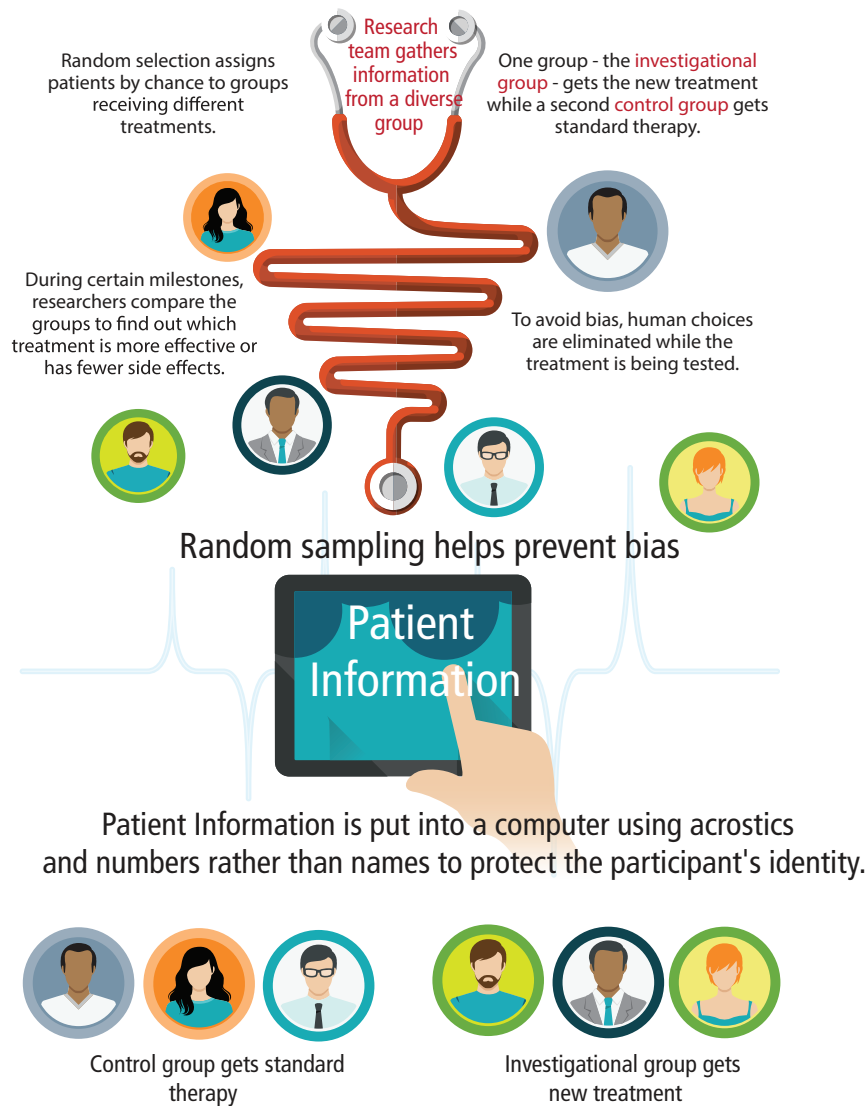 Research
team gathers
information
from a diverse
group
Random selection assigns
patients by chance to groups
receiving different
treatments.
One group - the investigational
group - gets the new treatment
while a second control group gets
standard therapy.
During certain milestones,
researchers compare the
groups to find out which
treatment is more effective or
has fewer side effects.
To avoid bias, human choices
are eliminated while the
treatment is being tested.
Random sampling helps prevent bias
Patient
Information
Patient Information is put into a computer using acrostics
and numbers rather than names to protect the participant's identity.
Control group gets standard
therapy
Investigational group gets
new treatment